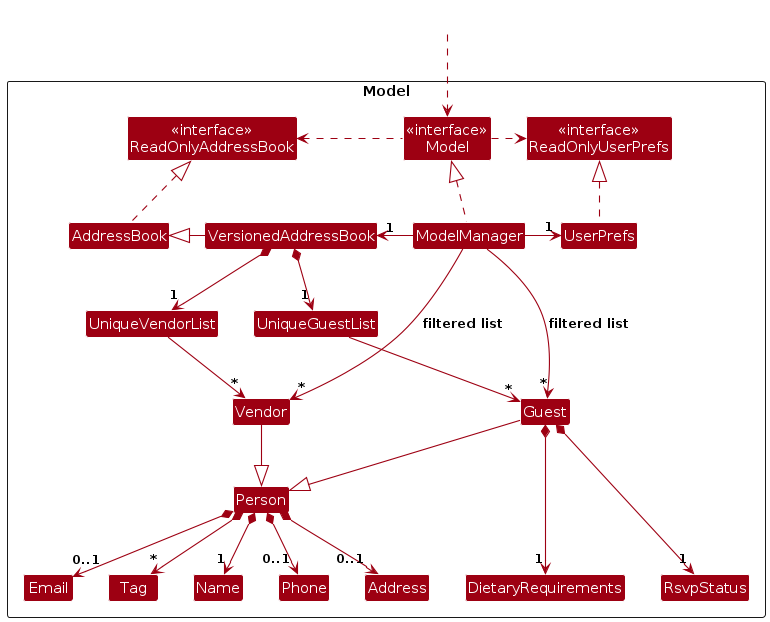 Model
«interface»
ReadOnlyAddressBook
«interface»
Model
«interface»
ReadOnlyUserPrefs
AddressBook
VersionedAddressBook
1
ModelManager
1
UserPrefs
1
1
UniqueVendorList
UniqueGuestList
filtered list
filtered list
*
*
*
*
Vendor
Guest
Person
0..1
*
1
0..1
0..1
1
1
Email
Tag
Name
Phone
Address
DietaryRequirements
RsvpStatus